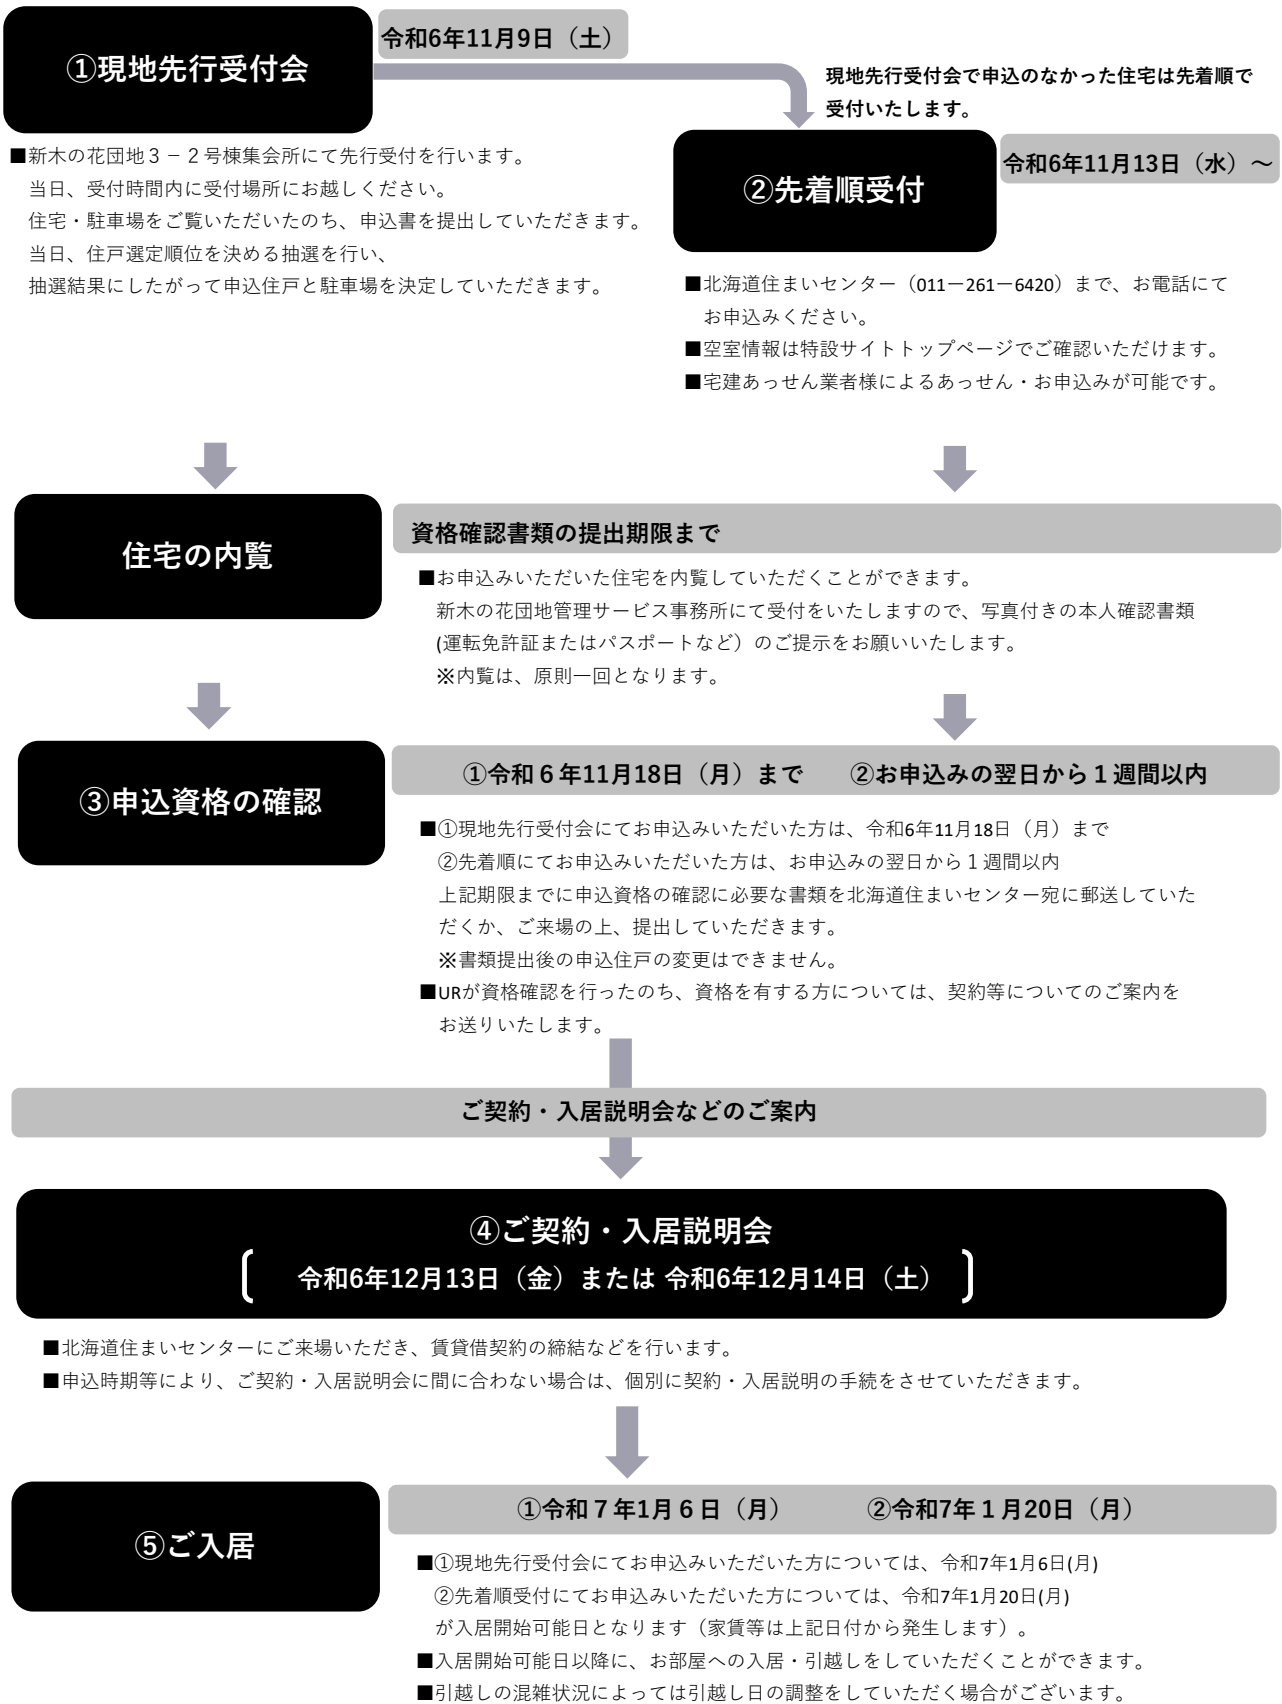 ①現地先行受付会
令和6年11月9日（土）
■新木の花団地３－２号棟集会所にて先行受付を行います。
当日、受付時間内に受付場所にお越しください。
住宅・駐車場をご覧いただいたのち、申込書を提出していただきます。
当日、住戸選定順位を決める抽選を行い、
抽選結果にしたがって申込住戸と駐車場を決定していただきます。
現地先行受付会で申込のなかった住宅は先着順で
受付いたします。
②先着順受付
令和6年11月13日（水）～
■北海道住まいセンター（011ー261ー6420）まで、お電話にて
お申込みください。
■空室情報は特設サイトトップページでご確認いただけます。
■宅建あっせん業者様によるあっせん・お申込みが可能です。
住宅の内覧
資格確認書類の提出期限まで
■お申込みいただいた住宅を内覧していただくことができます。
新木の花団地管理サービス事務所にて受付をいたしますので、写真付きの本人確認書類
(運転免許証またはパスポートなど）のご提示をお願いいたします。
※内覧は、原則一回となります。
③申込資格の確認
①令和６年11月18日（月）まで　②お申込みの翌日から１週間以内
■①現地先行受付会にてお申込みいただいた方は、令和6年11月18日（月）まで
②先着順にてお申込みいただいた方は、お申込みの翌日から１週間以内
上記期限までに申込資格の確認に必要な書類を北海道住まいセンター宛に郵送していた
だくか、ご来場の上、提出していただきます。
※書類提出後の申込住戸の変更はできません。
■URが資格確認を行ったのち、資格を有する方については、契約等についてのご案内を
お送りいたします。
ご契約・入居説明会などのご案内
④ご契約・入居説明会
令和6年12月13日（金）または 令和6年12月14日（土）
■北海道住まいセンターにご来場いただき、賃貸借契約の締結などを行います。
■申込時期等により、ご契約・入居説明会に間に合わない場合は、個別に契約・入居説明の手続をさせていただきます。
⑤ご入居
①令和７年1月６日（月）　②令和7年１月20日（月）
■①現地先行受付会にてお申込みいただいた方については、令和7年1月6日(月)
②先着順受付にてお申込みいただいた方については、令和7年1月20日(月)
が入居開始可能日となります（家賃等は上記日付から発生します）。
■入居開始可能日以降に、お部屋への入居・引越しをしていただくことができます。
■引越しの混雑状況によっては引越し日の調整をしていただく場合がございます。